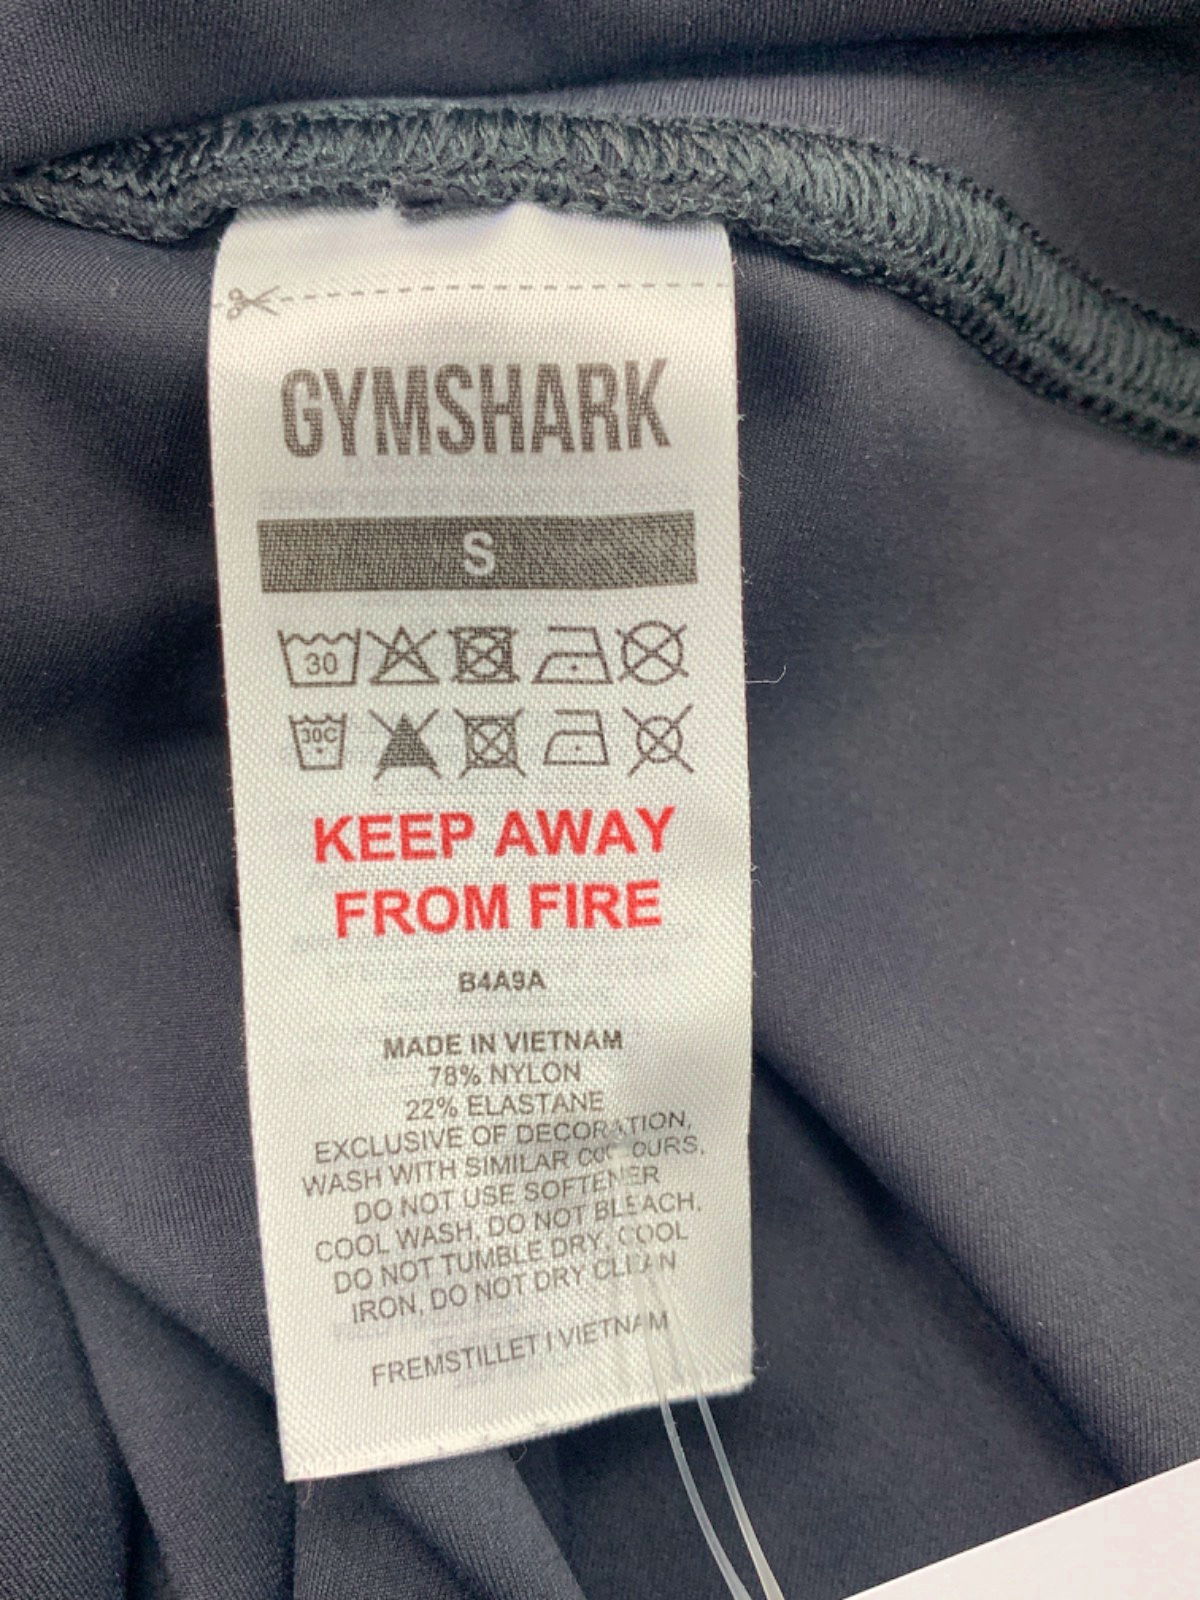 GYMSHARK
S
30
30C
KEEP AWAY
FROM FIRE
B4A9A
MADE IN VIETNAM
78% NYLON
22% ELASTANE
EXCLUSIVE OF DECORATION,
WASH WITH SIMILAR COLOURS,
DO NOT USE SOFTENER
COOL WASH, DO NOT BLEACH,
DO NOT TUMBLE DRY, COOL
IRON, DO NOT DRY CLEAN
FREMSTILLET I VIETNAM